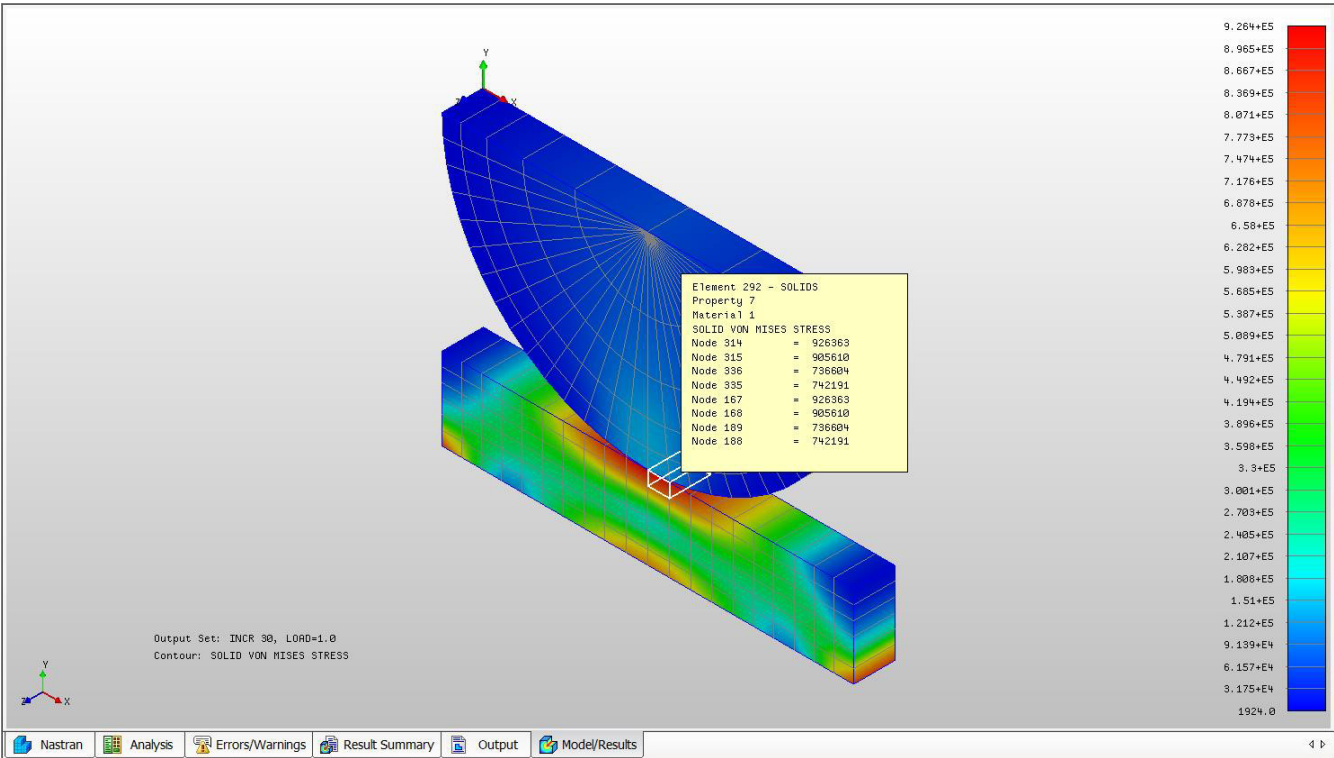 9.264+E5
8.965+E5
8.667+E5
8.369+E5
8.071+E5
7.773+E5
7.474+E5
7.176+E5
6.878+E5
6.58+E5
6.282+E5
5.983+E5
5.685+E5
5.387+E5
5.089+E5
4.791+E5
4.492+E5
4.194+E5
3.896+E5
3.598+E5
3.3+E5
3.001+E5
2.703+E5
2.405+E5
2.107+E5
1.808+E5
1.51+E5
1.212+E5
9.139+E4
6.157+E4
3.175+E4
1924.0
Y
Z X
Element 292 - SOLIDS
Property 7
Material 1
SOLID VON MISES STRESS
Node 314 = 926363
Node 315 = 905610
Node 336 = 736604
Node 335 = 742191
Node 167 = 926363
Node 168 = 905610
Node 189 = 736604
Node 188 = 742191
Output Set: INCR 30, LOAD=1.0
Contour: SOLID VON MISES STRESS
Y
Z X
Nastran Analysis Errors/Warnings Result Summary Output Model/Results